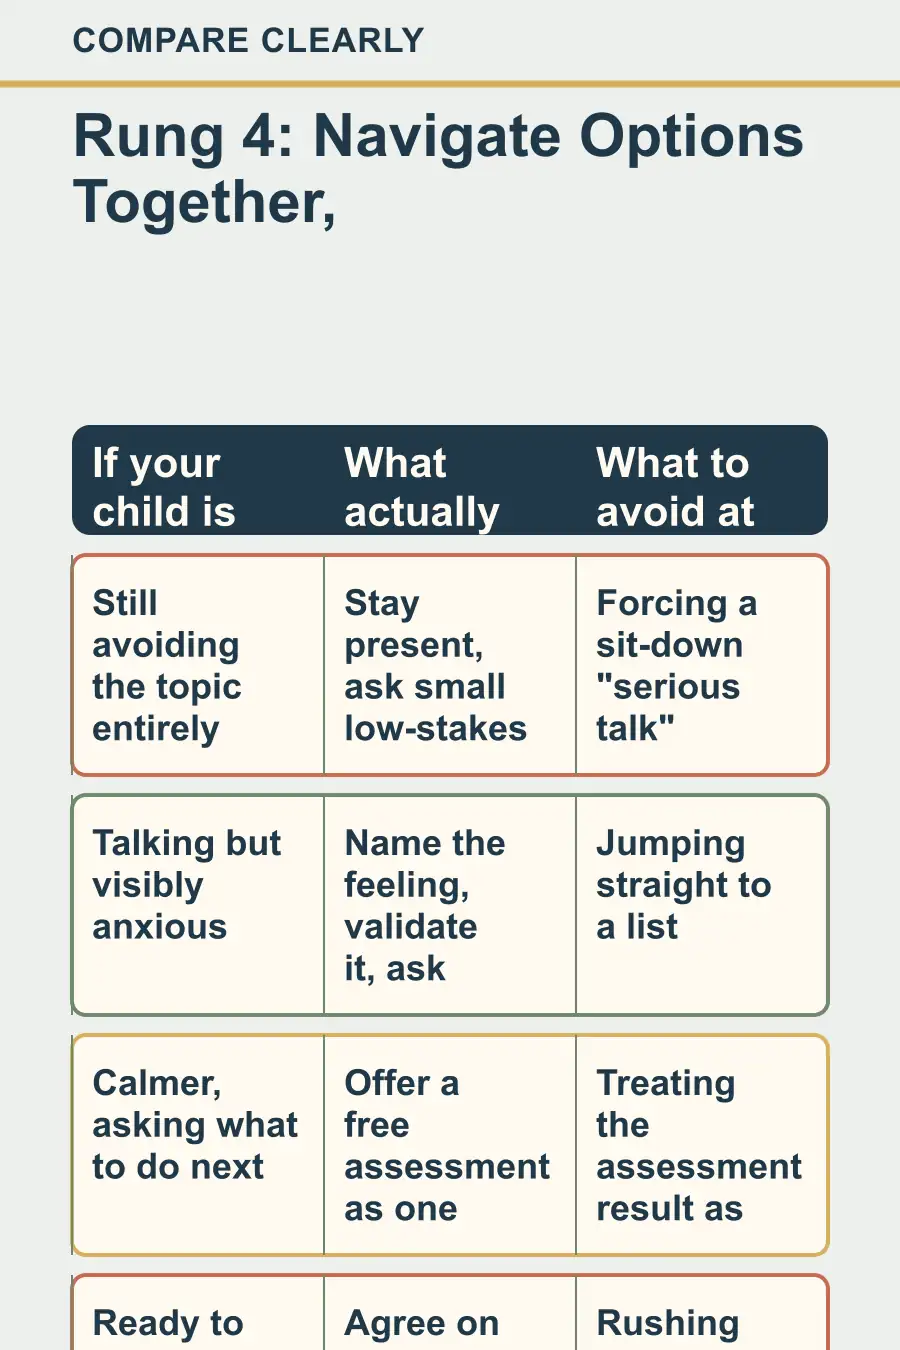 COMPARE CLEARLY
Rung 4: Navigate Options
Together,
If your
child is
What
actually
What to
avoid at
Still
avoiding
the topic
entirely
Stay
present,
ask small
low-stakes
Forcing a
sit-down
"serious
talk"
Talking but
visibly
anxious
Name the
feeling,
validate
it, ask
Jumping
straight to
a list
Calmer,
asking what
to do next
Offer a
free
assessment
as one
Treating
the
assessment
result as
Ready to
Agree on
Rushing